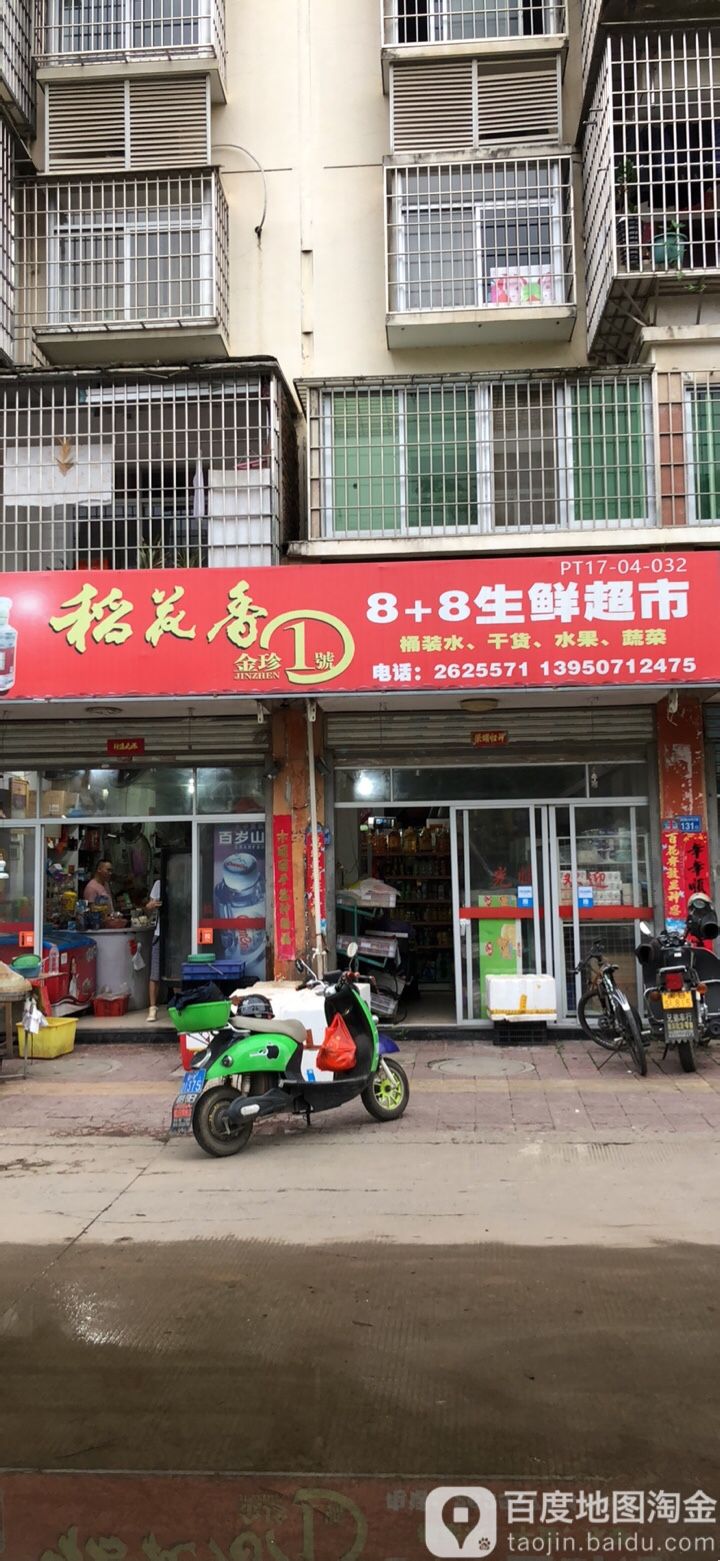 PT17-04-032
稻花香
金珍
JINZHEN
1號
8+8生鲜超市
桶装水、干货、水果、蔬菜
电话：2625571 13950712475
百岁山
131
百度地图淘金
taojin.baidu.com